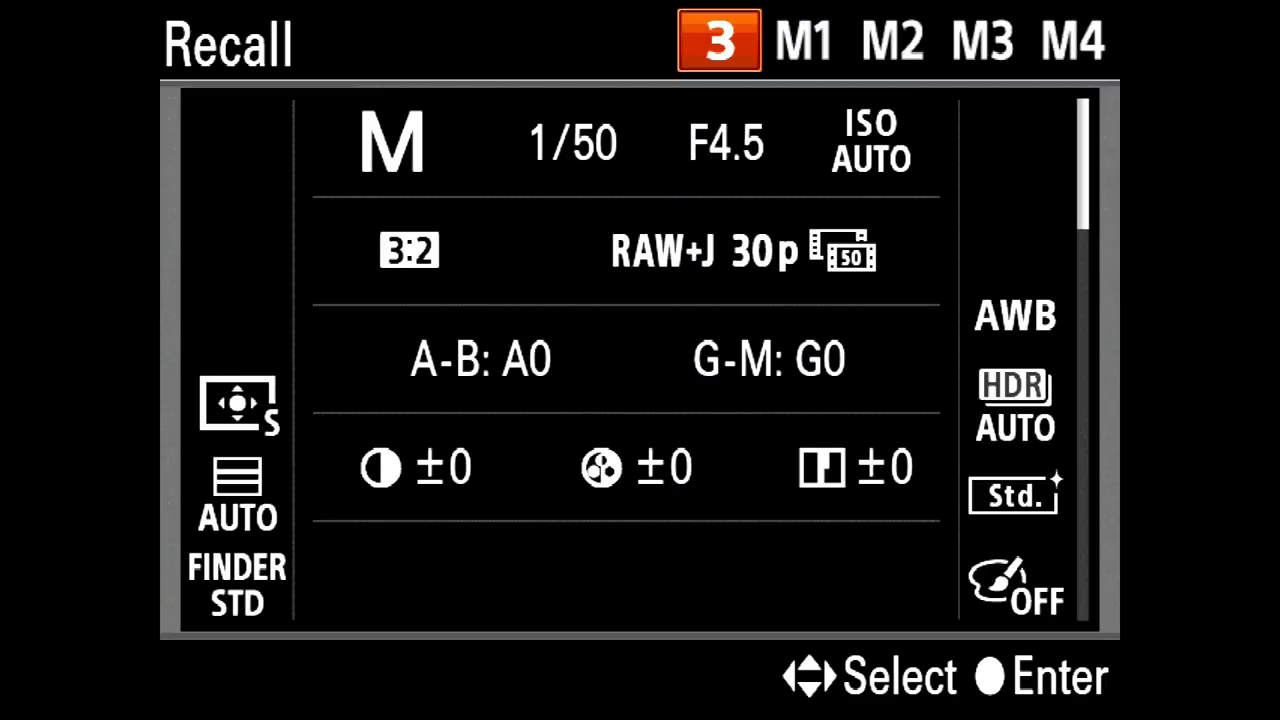 Recall 3 M1 M2 M3 M4
M 1/50 F4.5 ISO AUTO
3:2 RAW+J 30p 50
AWB
A-B: A0 G-M: G0
HDR
AUTO
S
±0 ±0 ±0
Std.
AUTO
FINDER
STD
OFF
Select Enter